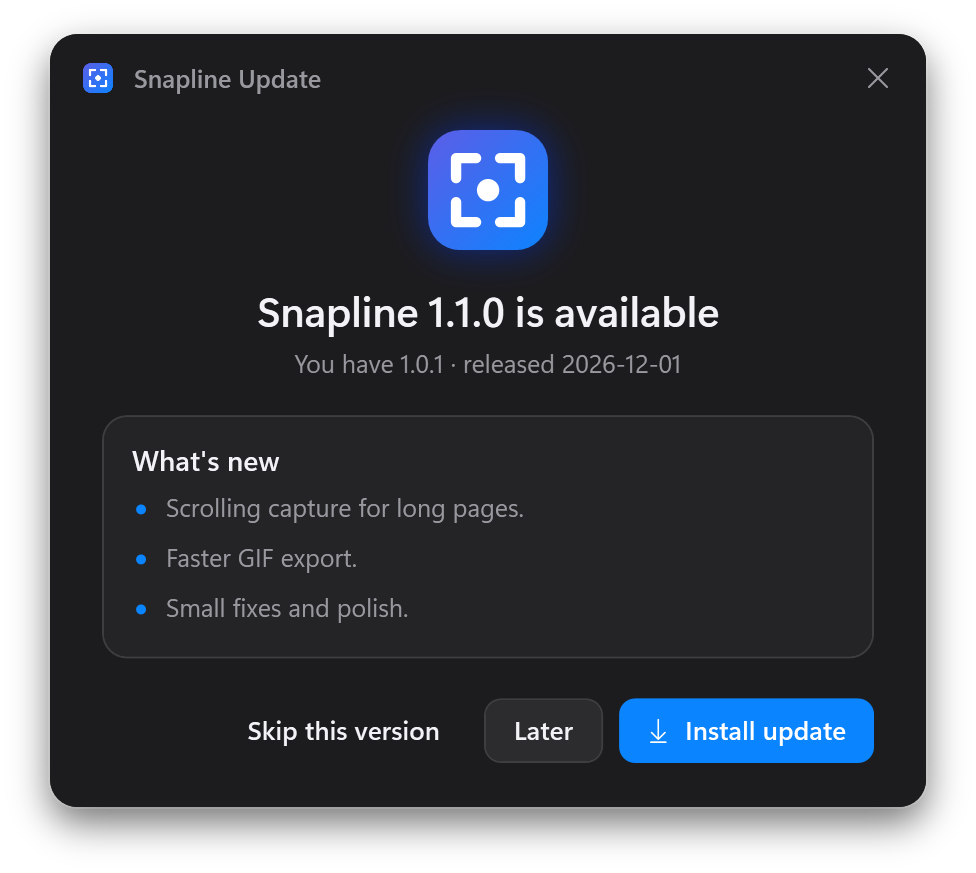 Snapline Update
Snapline 1.1.0 is available
You have 1.0.1 · released 2026-12-01
What's new
Scrolling capture for long pages.
Faster GIF export.
Small fixes and polish.
Skip this version
Later
Install update